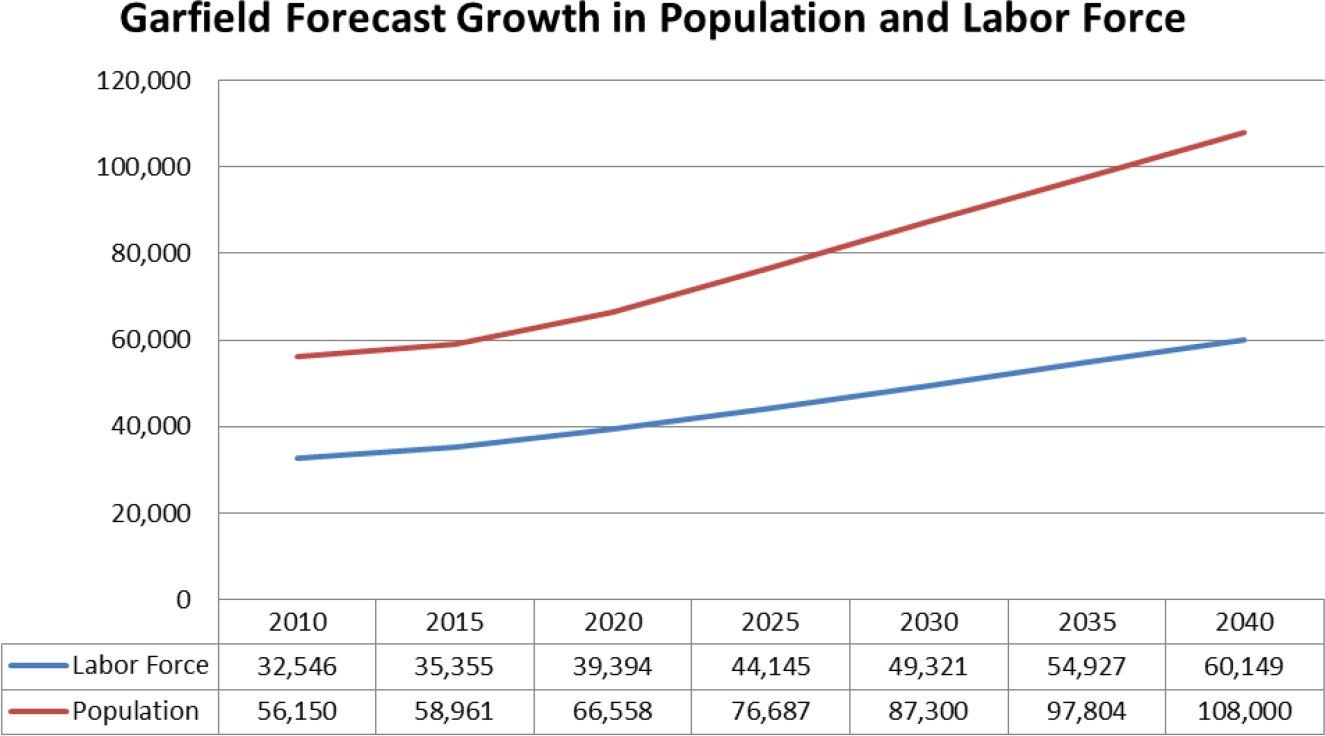 Garfield Forecast Growth in Population and Labor Force
120,000
100,000
80,000
60,000
40,000
20,000
0
2010 2015 2020 2025 2030 2035 2040
Labor Force 32,546 35,355 39,394 44,145 49,321 54,927 60,149
Population 56,150 58,961 66,558 76,687 87,300 97,804 108,000